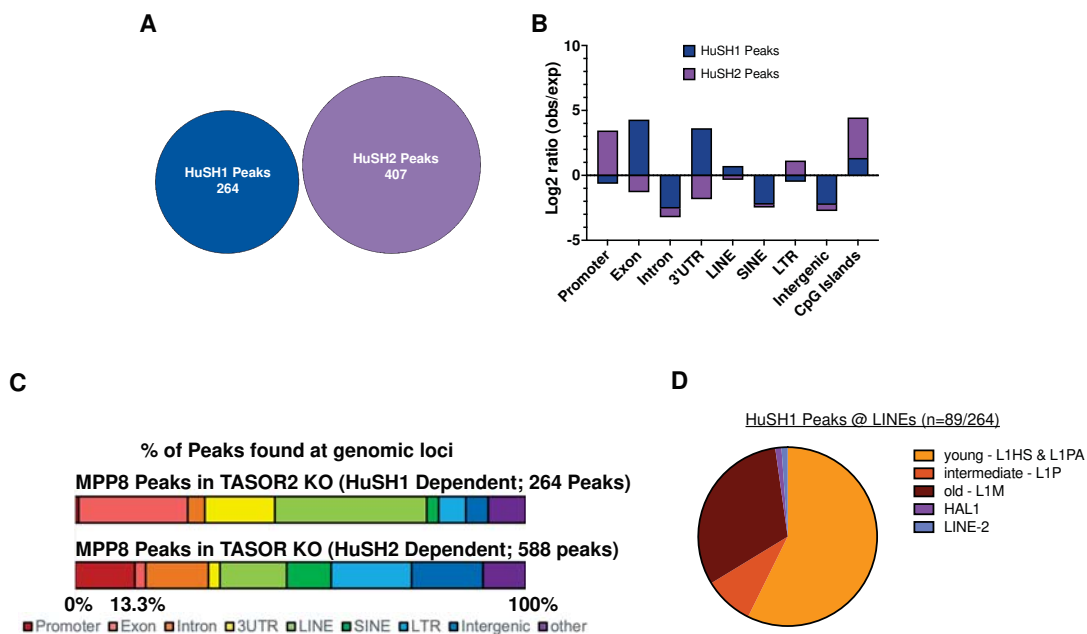 A
HuSH1 Peaks
264
HuSH2 Peaks
407
B
HuSH1 Peaks
HuSH2 Peaks
Log2 ratio (obs/exp)
10
5
0
-5
Promoter
Exon
Intron
3'UTR
LINE
SINE
LTR
Intergenic
CpG Islands
C
% of Peaks found at genomic loci
MPP8 Peaks in TASOR2 KO (HuSH1 Dependent; 264 Peaks)
MPP8 Peaks in TASOR KO (HuSH2 Dependent; 588 peaks)
0% 13.3% 100%
Promoter Exon Intron 3UTR LINE SINE LTR Intergenic other
D
HuSH1 Peaks @ LINEs (n=89/264)
young - L1HS & L1PA
intermediate - L1P
old - L1M
HAL1
LINE-2